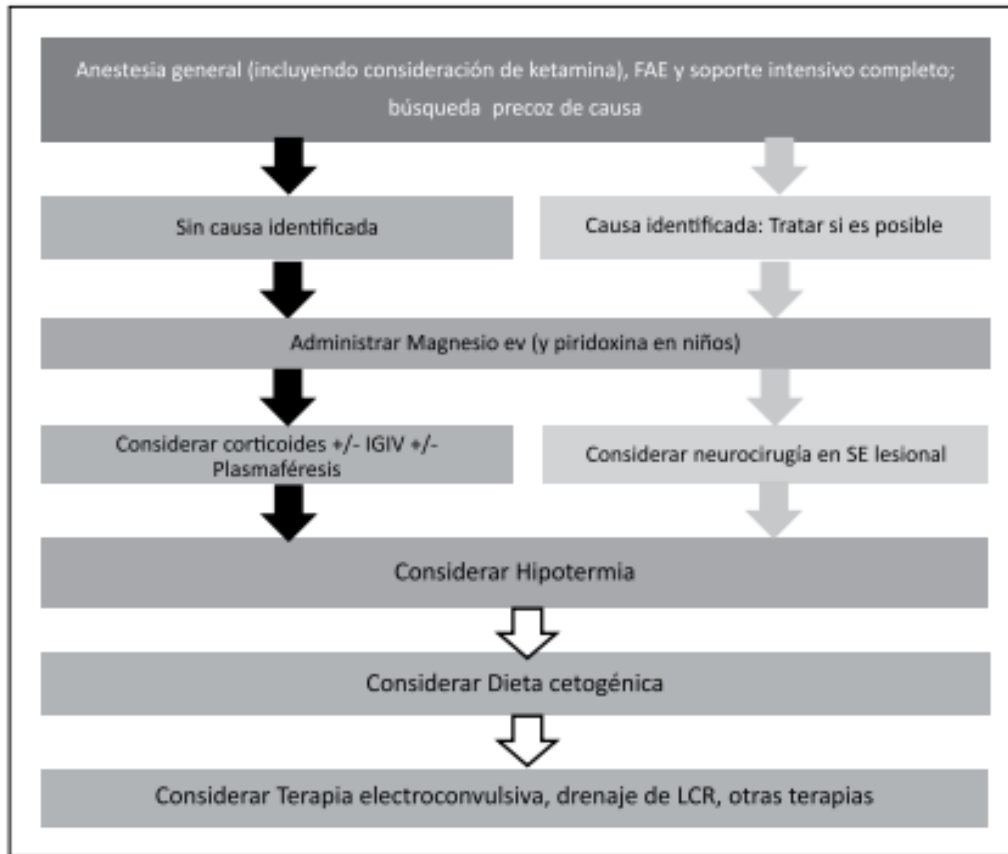 Anestesia general (incluyendo consideración de ketamina), FAE y soporte intensivo completo;
búsqueda precoz de causa
Sin causa identificada
Causa identificada: Tratar si es posible
Administrar Magnesio ev (y piridoxina en niños)
Considerar corticoides +/- IGIV +/-
Plasmaféresis
Considerar neurocirugía en SE lesional
Considerar Hipotermia
Considerar Dieta cetogénica
Considerar Terapia electroconvulsiva, drenaje de LCR, otras terapias